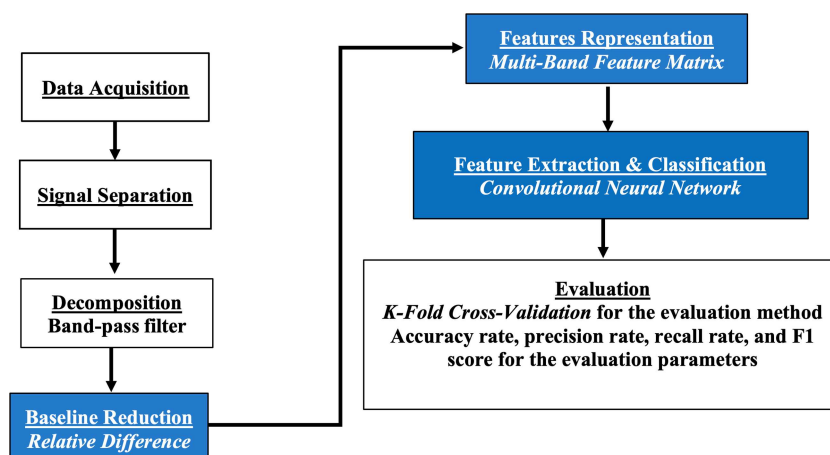 Data Acquisition
Signal Separation
Decomposition
Band-pass filter
Baseline Reduction
Relative Difference
Features Representation
Multi-Band Feature Matrix
Feature Extraction & Classification
Convolutional Neural Network
Evaluation
K-Fold Cross-Validation for the evaluation method
Accuracy rate, precision rate, recall rate, and F1
score for the evaluation parameters